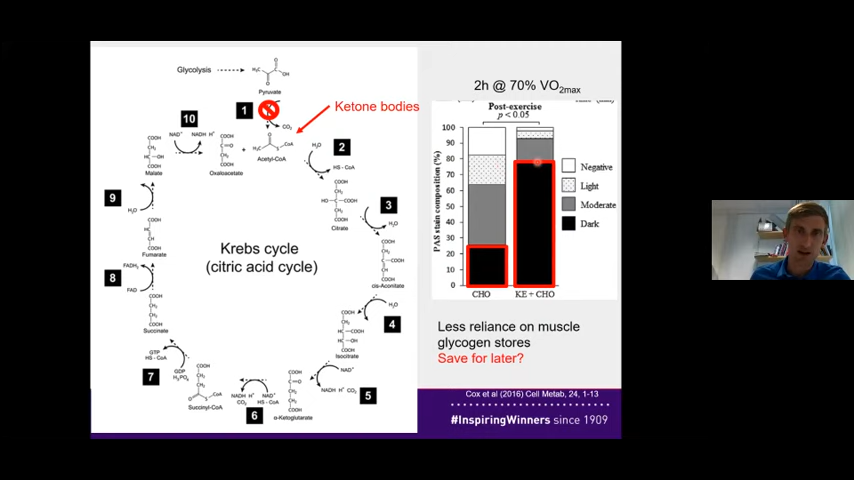 Glycolysis
Pyruvate
1
Ketone bodies
CO₂
10
NAD⁺ NADH H⁺
Malate
Oxaloacetate
+
Acetyl-CoA
H₂O
2
HS-CoA
9
H₂O
Citrate
3
H₂O
Krebs cycle
(citric acid cycle)
Fumarate
cis-Aconitate
FADH₂
8
FAD
H₂O
4
Succinate
Isocitrate
GTP
HS-CoA
7
GDP
H₃PO₄
NAD⁺
NADH H⁺ CO₂
5
Succinyl-CoA
NADH H⁺
CO₂
NAD⁺
HS-CoA
6
α-Ketoglutarate
2h @ 70% VO₂max
Post-exercise
p < 0.05
PAS stain composition (%)
100
90
80
70
60
50
40
30
20
10
0
CHO
KE + CHO
Negative
Light
Moderate
Dark
Less reliance on muscle
glycogen stores
Save for later?
Cox et al (2016) Cell Metab, 24, 1-13
#InspiringWinners since 1909